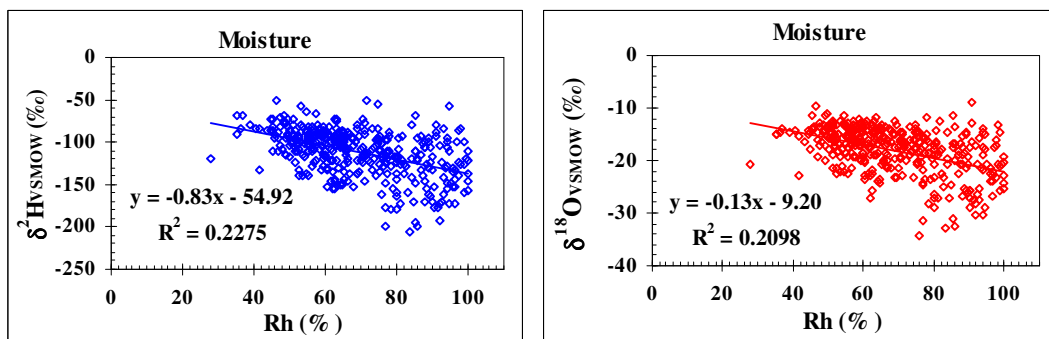 Moisture
0
-50
-100
-150
-200
-250
δ²HVSMOW (‰)
y = -0.83x - 54.92
R² = 0.2275
0 20 40 60 80 100
Rh (%)
Moisture
0
-10
-20
-30
-40
δ¹⁸OVSMOW (‰)
y = -0.13x - 9.20
R² = 0.2098
0 20 40 60 80 100
Rh (%)